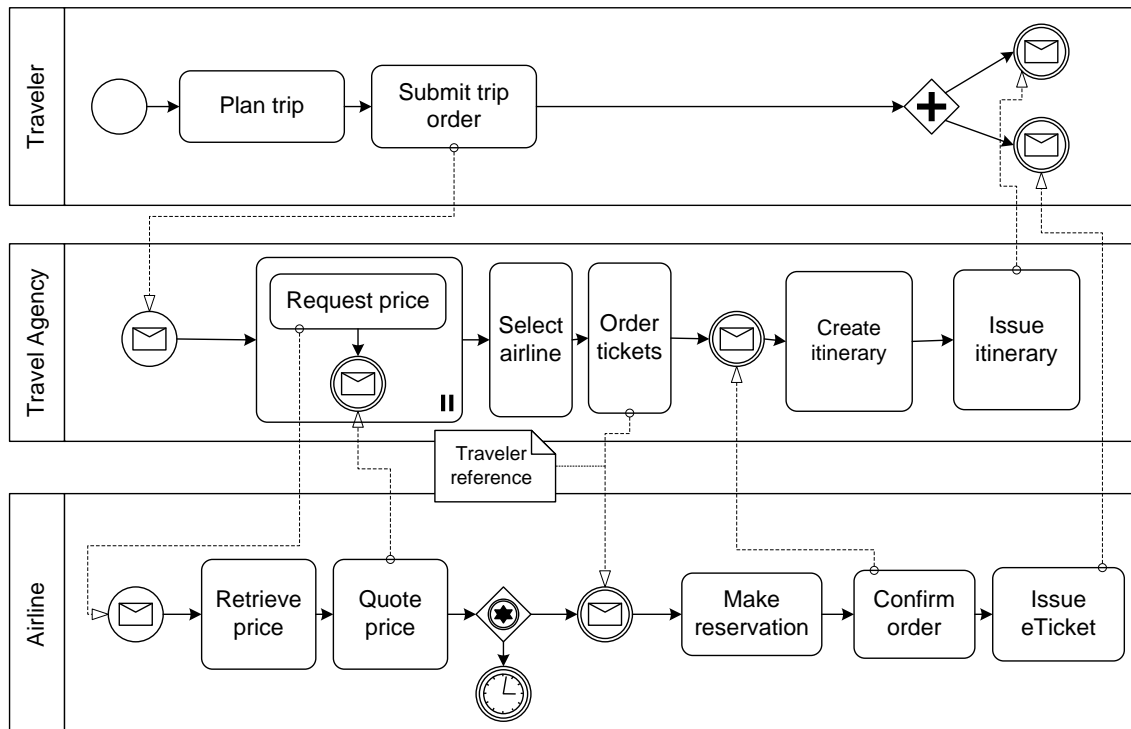 Traveler
Plan trip
Submit trip
order
Travel Agency
Request price
Select
airline
Order
tickets
Create
itinerary
Issue
itinerary
Traveler
reference
Airline
Retrieve
price
Quote
price
Make
reservation
Confirm
order
Issue
eTicket